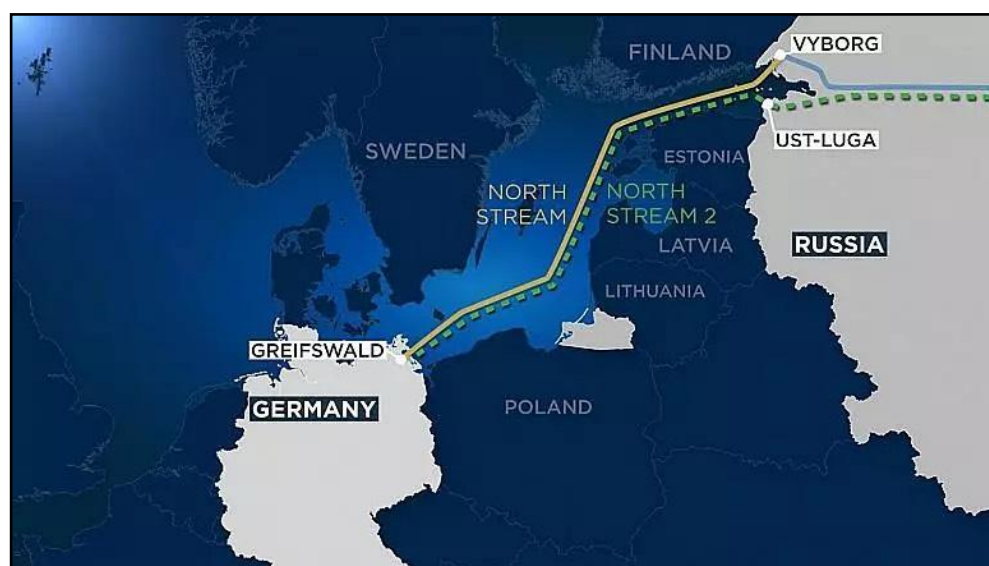 FINLAND
VYBORG
UST-LUGA
SWEDEN
ESTONIA
NORTH
STREAM
NORTH
STREAM 2
LATVIA
RUSSIA
LITHUANIA
GREIFSWALD
GERMANY
POLAND